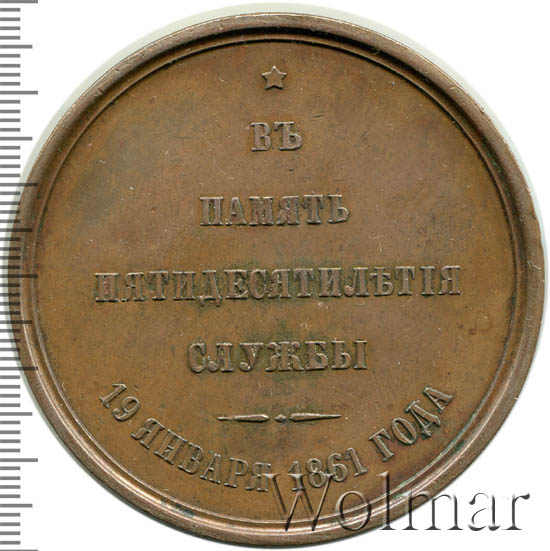 ВЪ
ПАМЯТЬ
ПЯТИДЕСЯТИЛѢТІЯ
СЛУЖБЫ
19 ЯНВАРЯ 1861 ГОДА
Wolmar